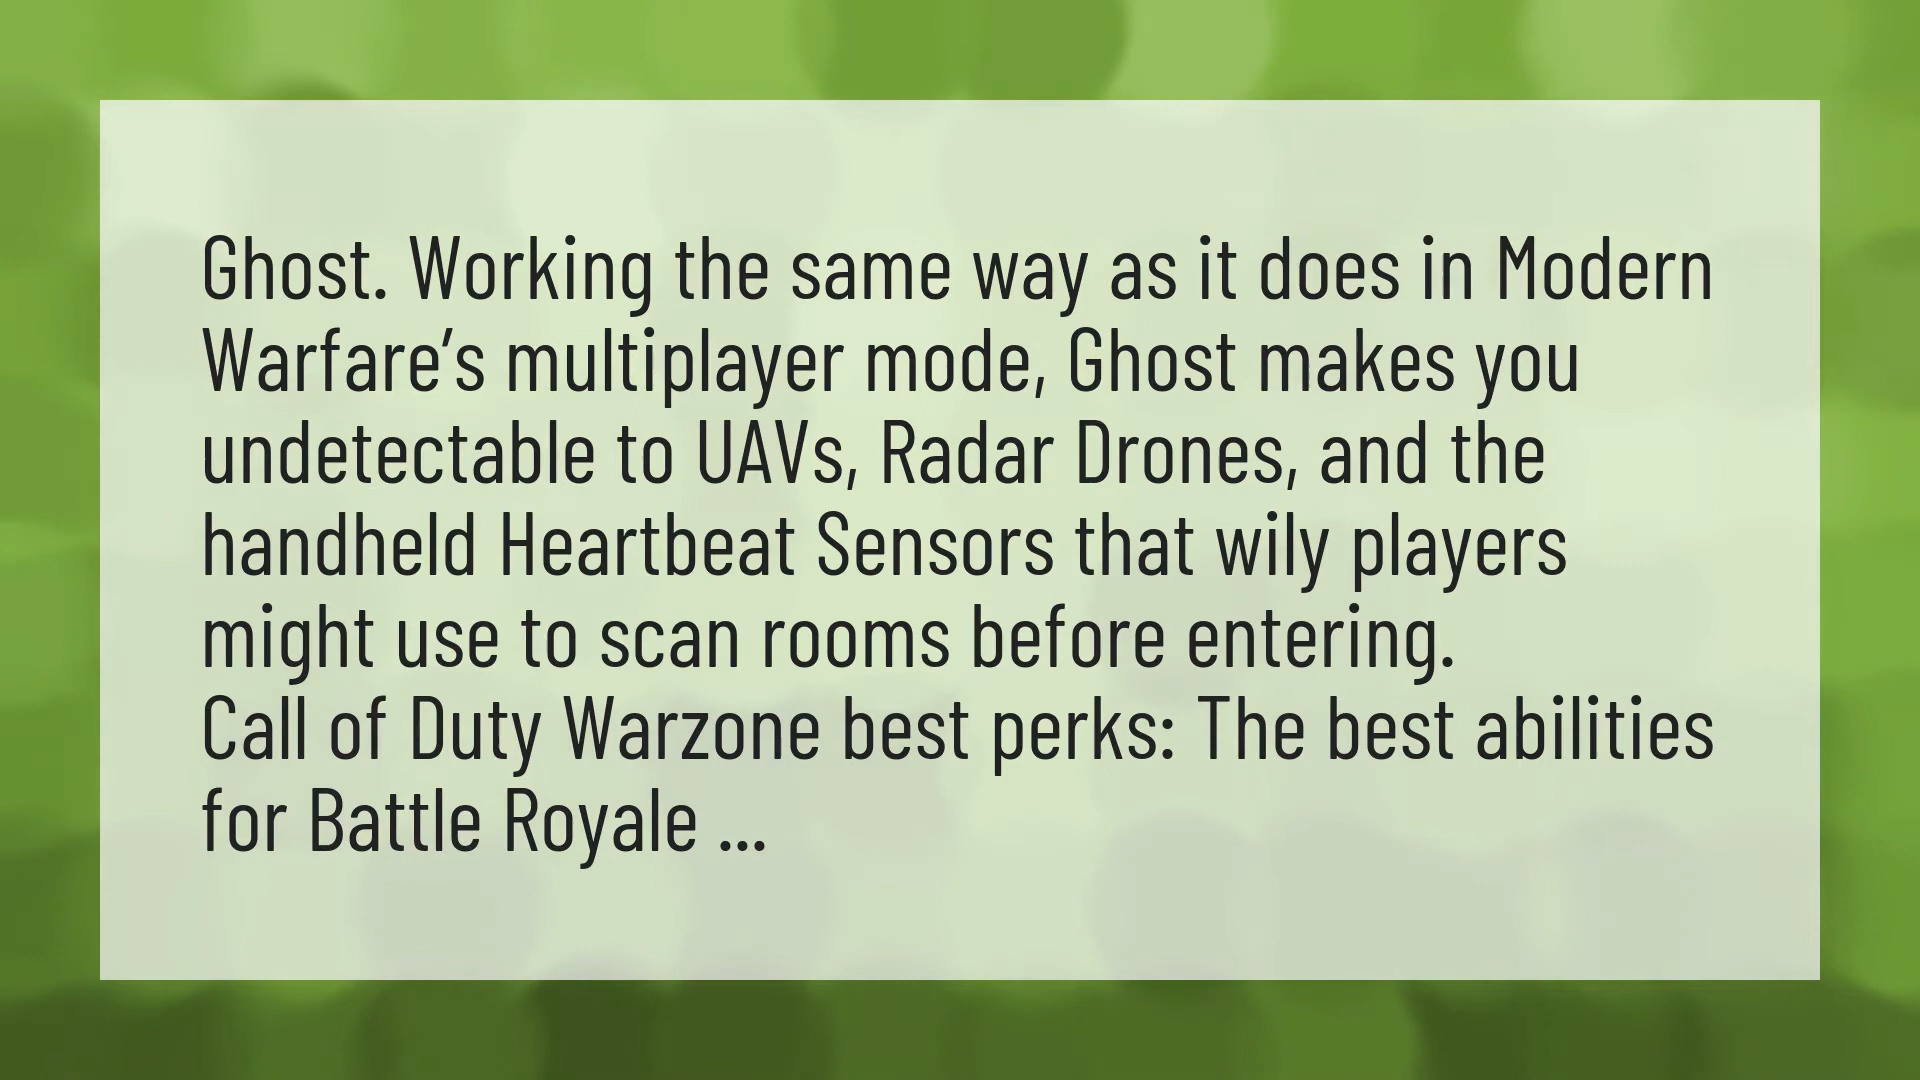 Ghost. Working the same way as it does in Modern
Warfare’s multiplayer mode, Ghost makes you
undetectable to UAVs, Radar Drones, and the
handheld Heartbeat Sensors that wily players
might use to scan rooms before entering.
Call of Duty Warzone best perks: The best abilities
for Battle Royale ...